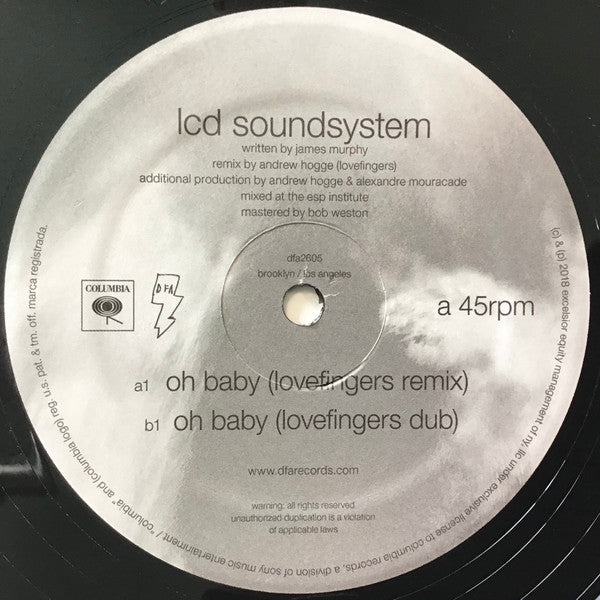 lcd soundsystem
written by james murphy
remix by andrew hogge (lovefingers)
additional production by andrew hogge & alexandre mouracade
mixed at the esp institute
mastered by bob weston
dfa2605
brooklyn / los angeles
COLUMBIA
DFA
a 45rpm
a1 oh baby (lovefingers remix)
b1 oh baby (lovefingers dub)
www.dfarecords.com
warning: all rights reserved
unauthorized duplication is a violation
of applicable laws
(c) & (p) 2018 excelsior equity management of ny, llc under exclusive license to columbia records, a division of sony music entertainment / "columbia" and (columbia logo) reg. u.s. pat. & tm. off. marca registrada.